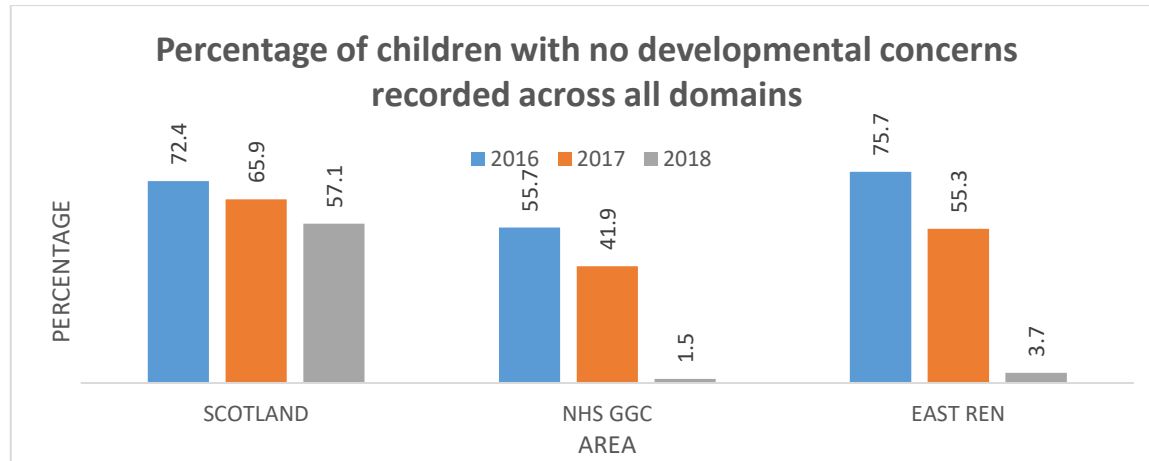 Percentage of children with no developmental concerns
recorded across all domains
2016 2017 2018
PERCENTAGE
72.4
65.9
57.1
55.7
41.9
1.5
75.7
55.3
3.7
SCOTLAND
NHS GGC
EAST REN
AREA